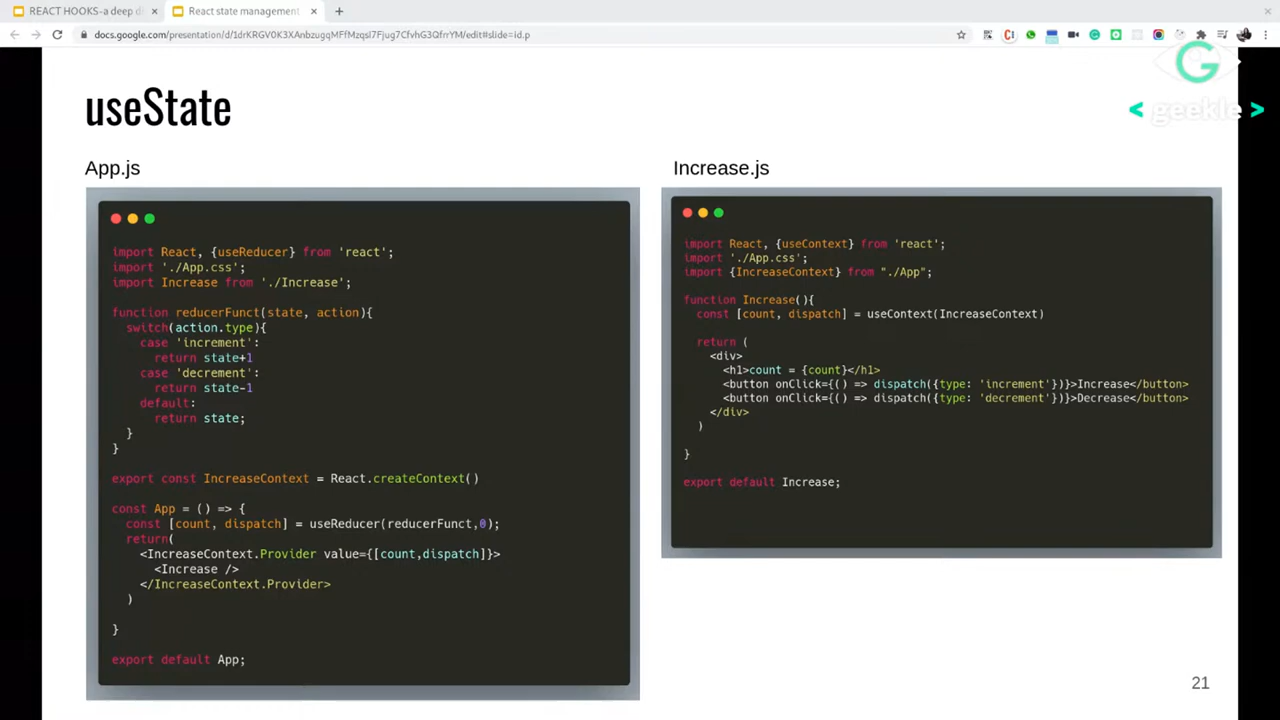 REACT HOOKS-a deep di
React state management
docs.google.com/presentation/d/1drKRGV0K3XAnbzugqMFfMzqsI7Fjug7CfvhG3QfrrYM/edit#slide=id.p
useState
< geekle >
App.js
import React, {useReducer} from 'react';
import './App.css';
import Increase from './Increase';
function reducerFunct(state, action){
switch(action.type){
case 'increment':
return state+1
case 'decrement':
return state-1
default:
return state;
}
}
export const IncreaseContext = React.createContext()
const App = () => {
const [count, dispatch] = useReducer(reducerFunct,0);
return(
<IncreaseContext.Provider value={[count,dispatch]}>
<Increase />
</IncreaseContext.Provider>
)
}
export default App;
Increase.js
import React, {useContext} from 'react';
import './App.css';
import {IncreaseContext} from "./App";
function Increase(){
const [count, dispatch] = useContext(IncreaseContext)
return (
<div>
<h1>count = {count}</h1>
<button onClick={() => dispatch({type: 'increment'})}>Increase</button>
<button onClick={() => dispatch({type: 'decrement'})}>Decrease</button>
</div>
)
}
export default Increase;
21